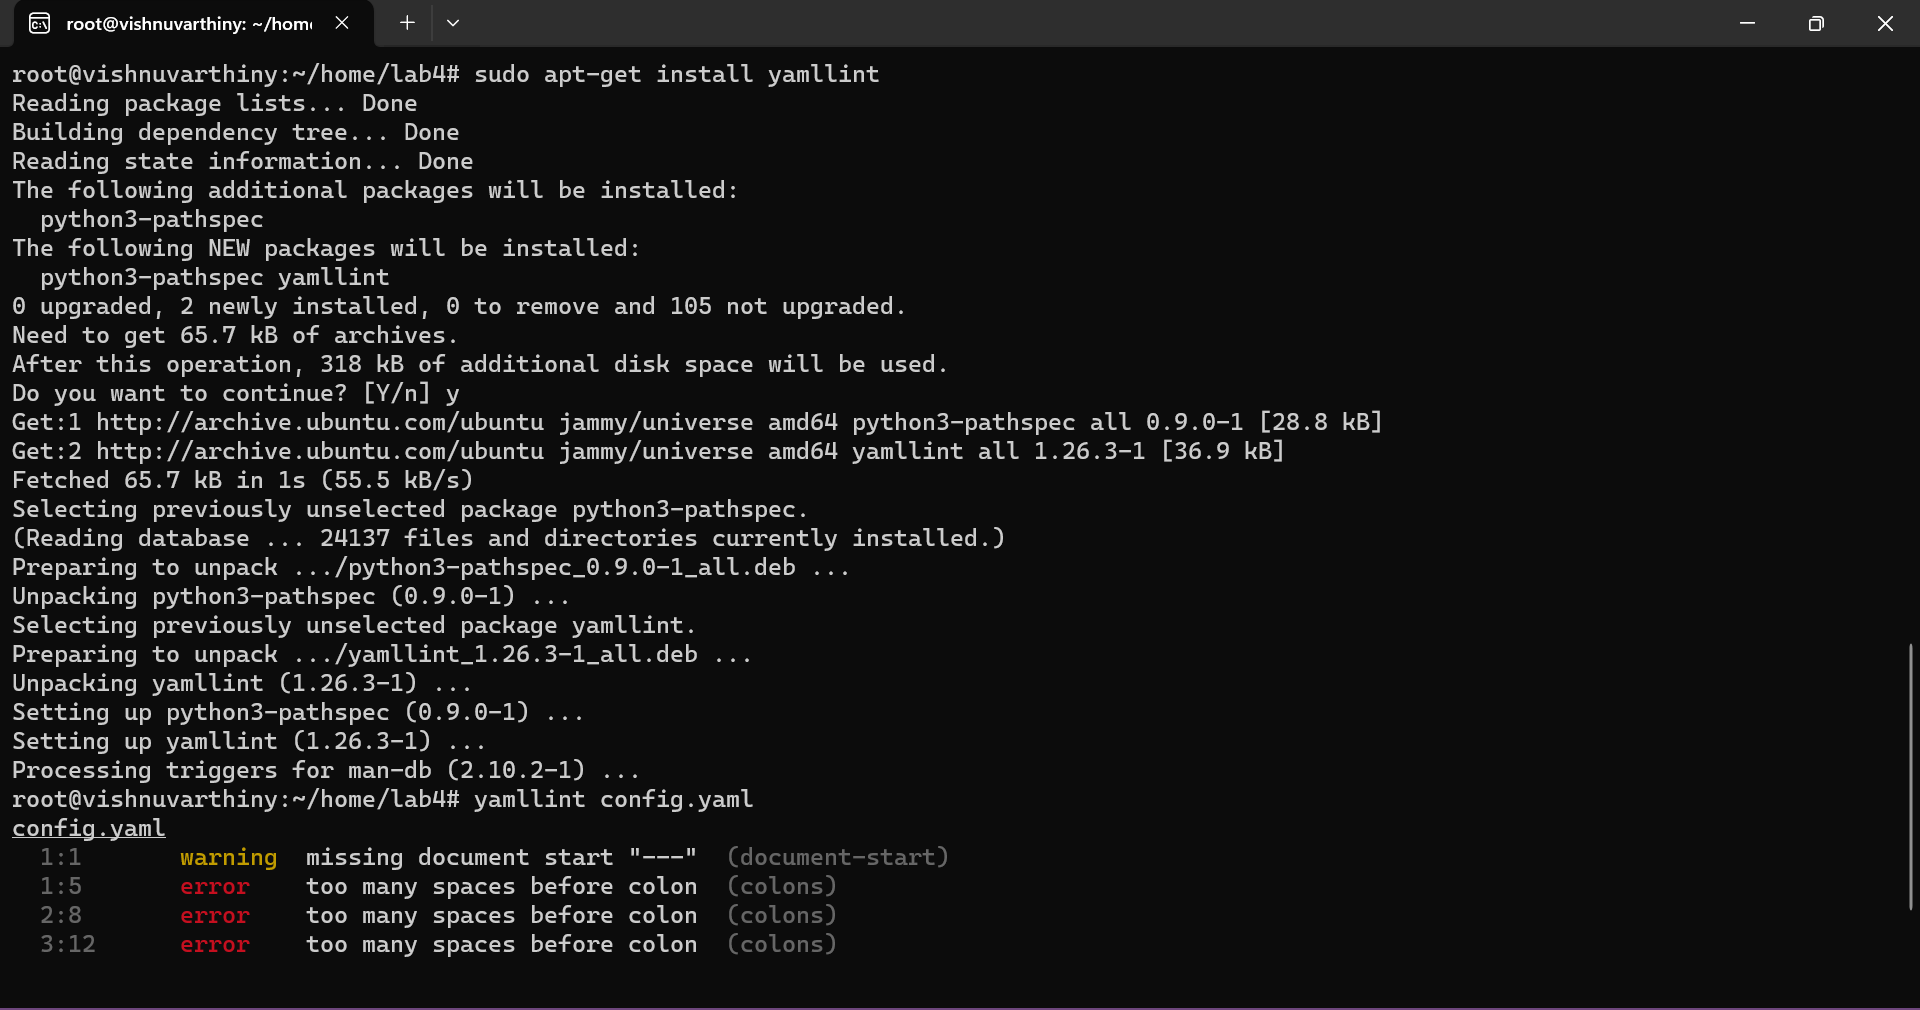 root@vishnuvarthiny: ~/hom
root@vishnuvarthiny:~/home/lab4# sudo apt-get install yamllint
Reading package lists... Done
Building dependency tree... Done
Reading state information... Done
The following additional packages will be installed:
  python3-pathspec
The following NEW packages will be installed:
  python3-pathspec yamllint
0 upgraded, 2 newly installed, 0 to remove and 105 not upgraded.
Need to get 65.7 kB of archives.
After this operation, 318 kB of additional disk space will be used.
Do you want to continue? [Y/n] y
Get:1 http://archive.ubuntu.com/ubuntu jammy/universe amd64 python3-pathspec all 0.9.0-1 [28.8 kB]
Get:2 http://archive.ubuntu.com/ubuntu jammy/universe amd64 yamllint all 1.26.3-1 [36.9 kB]
Fetched 65.7 kB in 1s (55.5 kB/s)
Selecting previously unselected package python3-pathspec.
(Reading database ... 24137 files and directories currently installed.)
Preparing to unpack .../python3-pathspec_0.9.0-1_all.deb ...
Unpacking python3-pathspec (0.9.0-1) ...
Selecting previously unselected package yamllint.
Preparing to unpack .../yamllint_1.26.3-1_all.deb ...
Unpacking yamllint (1.26.3-1) ...
Setting up python3-pathspec (0.9.0-1) ...
Setting up yamllint (1.26.3-1) ...
Processing triggers for man-db (2.10.2-1) ...
root@vishnuvarthiny:~/home/lab4# yamllint config.yaml
config.yaml
  1:1       warning  missing document start "---"  (document-start)
  1:5       error    too many spaces before colon  (colons)
  2:8       error    too many spaces before colon  (colons)
  3:12      error    too many spaces before colon  (colons)